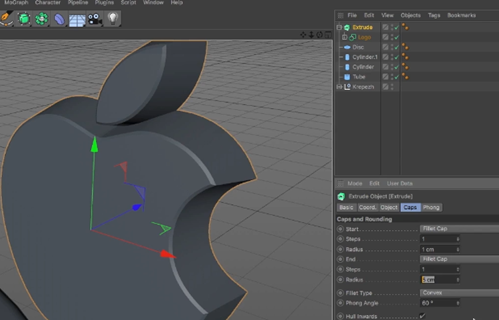 MoGraph Character Pipeline Plugins Script Window Help
File Edit View Objects Tags Bookmarks
Extrude
Logo
Disc
Cylinder.1
Cylinder
Tube
Krepezh
Mode Edit User Data
Extrude Object [Extrude]
Basic Coord. Object Caps Phong
Caps and Rounding
Start Fillet Cap
Steps 1
Radius 1 cm
End Fillet Cap
Steps 1
Radius cm
Fillet Type Convex
Phong Angle 60 °
Hull Inwards